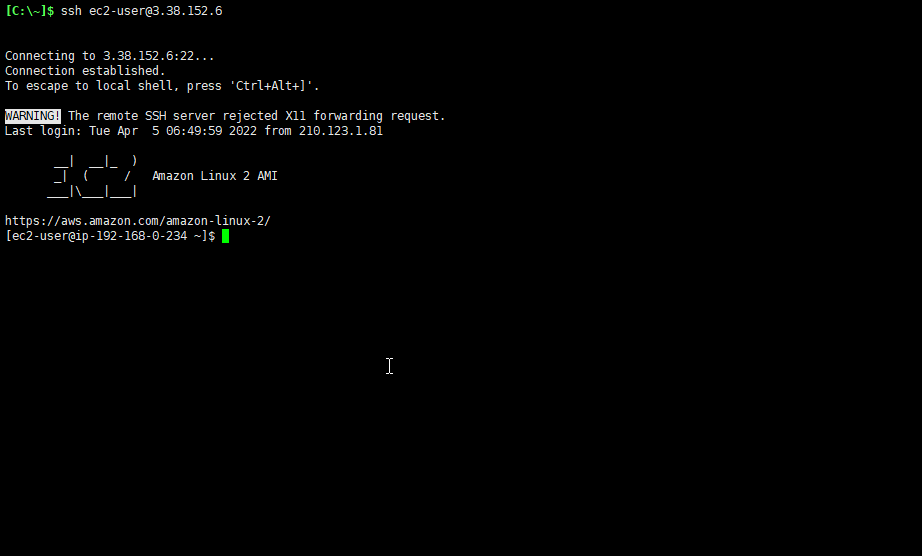 [C:\~]$ ssh ec2-user@3.38.152.6
Connecting to 3.38.152.6:22...
Connection established.
To escape to local shell, press 'Ctrl+Alt+]'.
WARNING! The remote SSH server rejected X11 forwarding request.
Last login: Tue Apr  5 06:49:59 2022 from 210.123.1.81
       __|  __|_  )
       _|  (     /   Amazon Linux 2 AMI
      ___|\___|___|
https://aws.amazon.com/amazon-linux-2/
[ec2-user@ip-192-168-0-234 ~]$